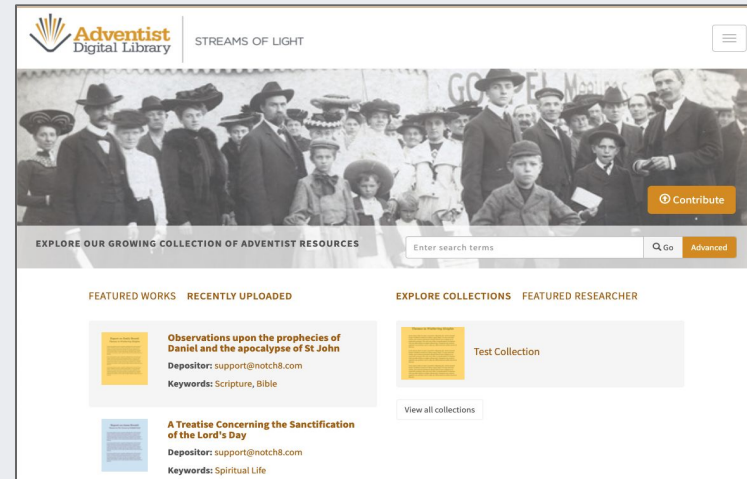 Adventist
Digital Library
STREAMS OF LIGHT
Contribute
EXPLORE OUR GROWING COLLECTION OF ADVENTIST RESOURCES
Enter search terms
Go
Advanced
FEATURED WORKS RECENTLY UPLOADED
Observations upon the prophecies of
Daniel and the apocalypse of St John
Depositor: support@notch8.com
Keywords: Scripture, Bible
A Treatise Concerning the Sanctification
of the Lord's Day
Depositor: support@notch8.com
Keywords: Spiritual Life
EXPLORE COLLECTIONS FEATURED RESEARCHER
Test Collection
View all collections